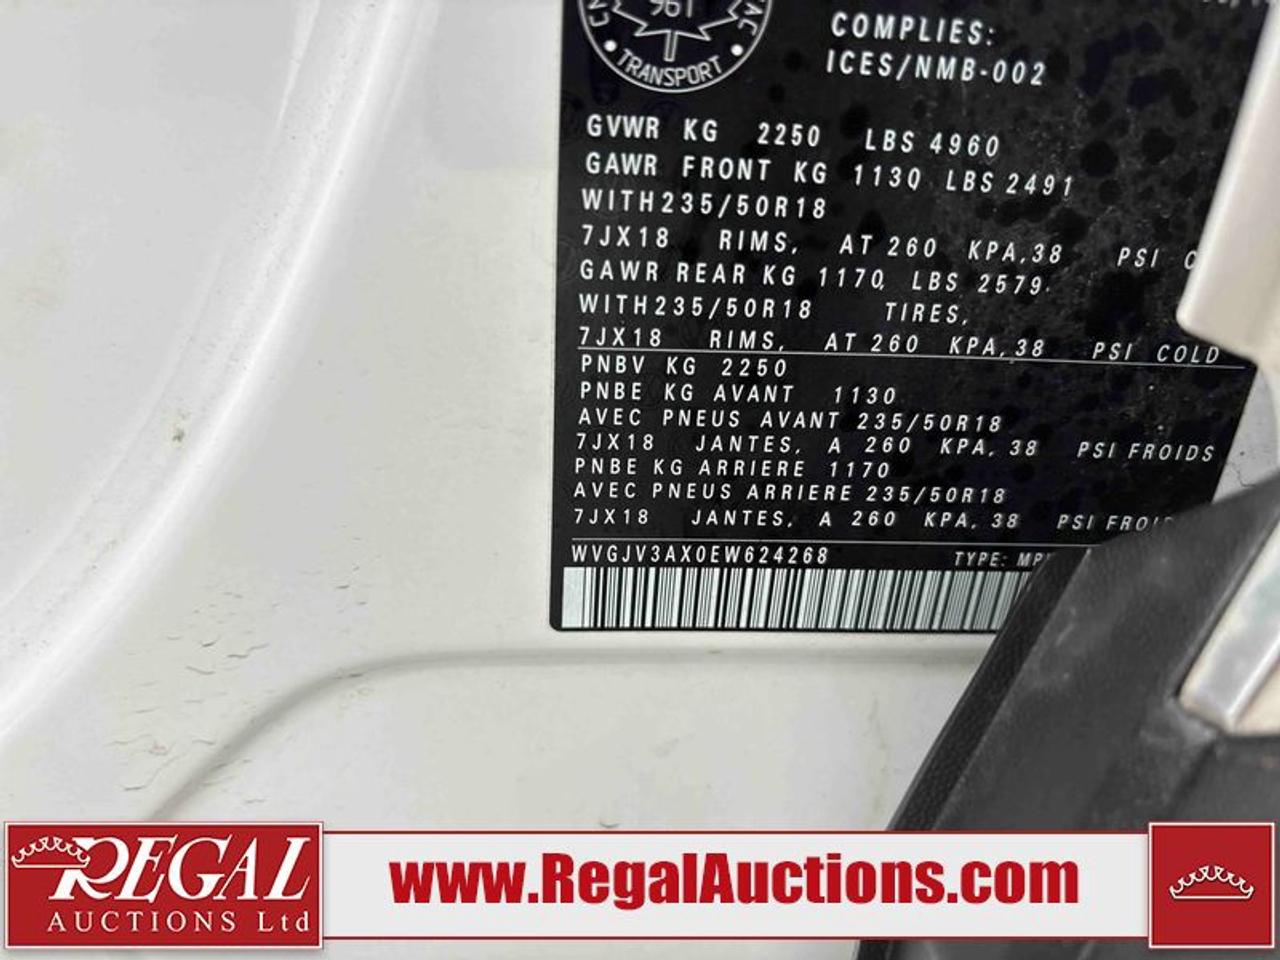 961
TRANSPORT
COMPLIES:
ICES/NMB-002
GVWR KG 2250 LBS 4960
GAWR FRONT KG 1130 LBS 2491
WITH235/50R18
7JX18 RIMS, AT 260 KPA,38 PSI
GAWR REAR KG 1170, LBS 2579
WITH235/50R18 TIRES,
7JX18 RIMS, AT 260 KPA,38 PSI COLD
PNBV KG 2250
PNBE KG AVANT 1130
AVEC PNEUS AVANT 235/50R18
7JX18 JANTES, A 260 KPA,38 PSI FROIDS
PNBE KG ARRIERE 1170
AVEC PNEUS ARRIERE 235/50R18
7JX18 JANTES, A 260 KPA,38 PSI
WVGJV3AX0EW624268 TYPE:
REGAL
AUCTIONS Ltd
www.RegalAuctions.com